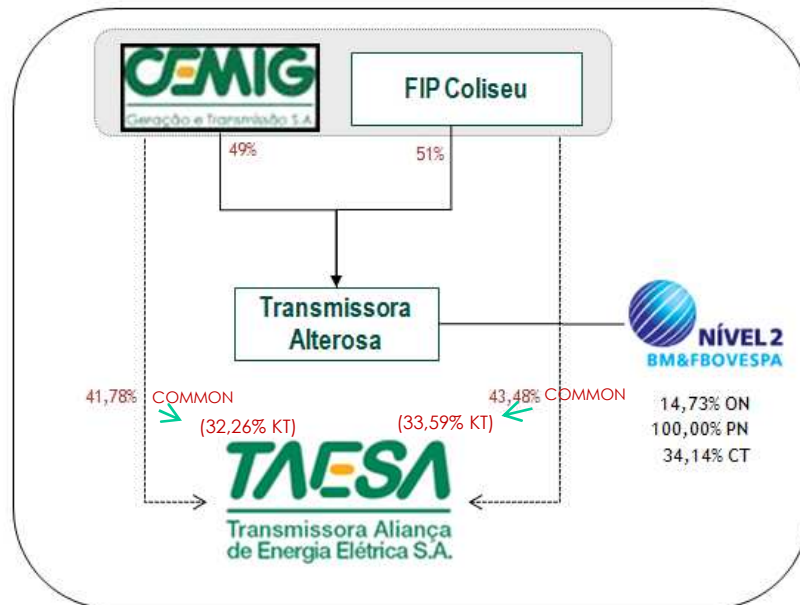 CEMIG
Geração e Transmissão S.A.
FIP Coliseu
49%
51%
Transmissora
Alterosa
NÍVEL 2
BM&FBOVESPA
41,78%
COMMON
43,48%
COMMON
(32,26% KT)
(33,59% KT)
14,73% ON
100,00% PN
34,14% CT
TAESA
Transmissora Aliança
de Energia Elétrica S.A.